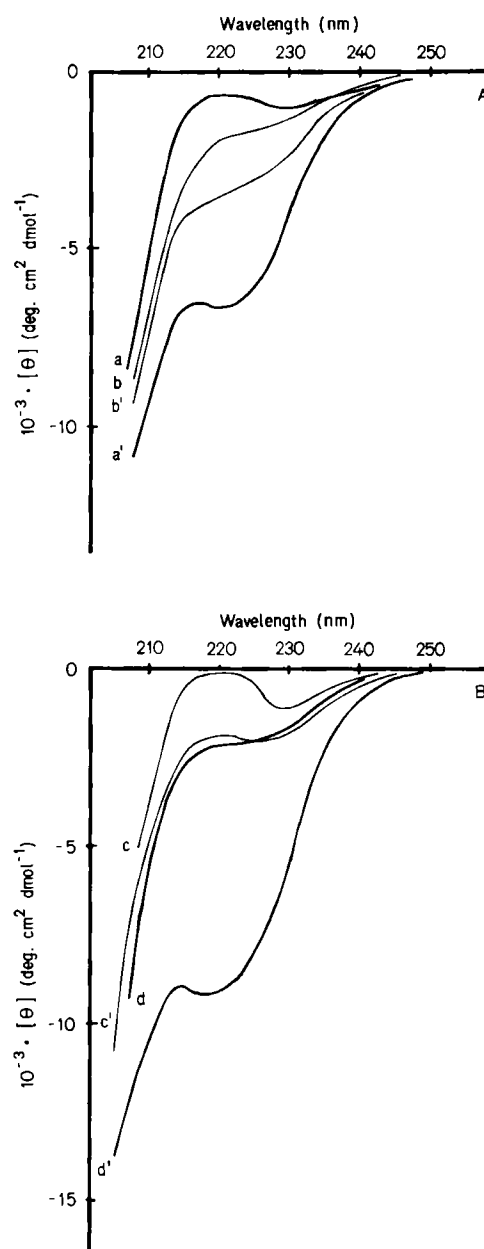 Wavelength (nm)
210 220 230 240 250
0
A
-5
-10
a
b
b'
a'
10⁻³ · [Θ] (deg. cm² dmol⁻¹)
Wavelength (nm)
210 220 230 240 250
0
B
-5
-10
-15
c
d
c'
d'
10⁻³ · [Θ] (deg. cm² dmol⁻¹)